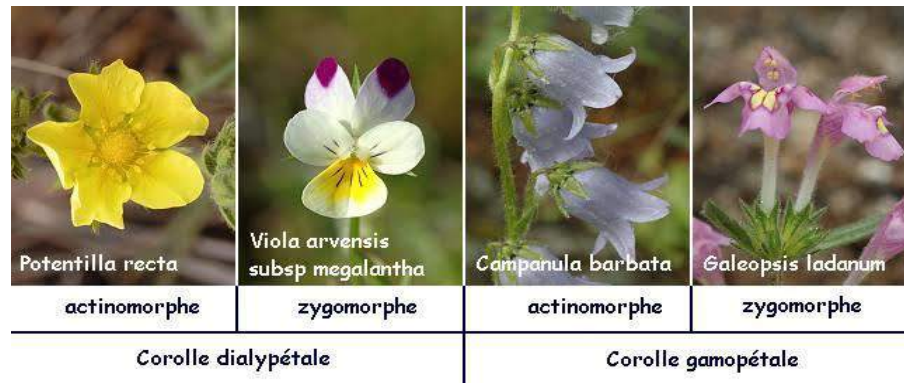 Potentilla recta
Viola arvensis
subsp megalantha
Campanula barbata
Galeopsis ladanum
actinomorphe
zygomorphe
actinomorphe
zygomorphe
Corolle dialypétale
Corolle gamopétale